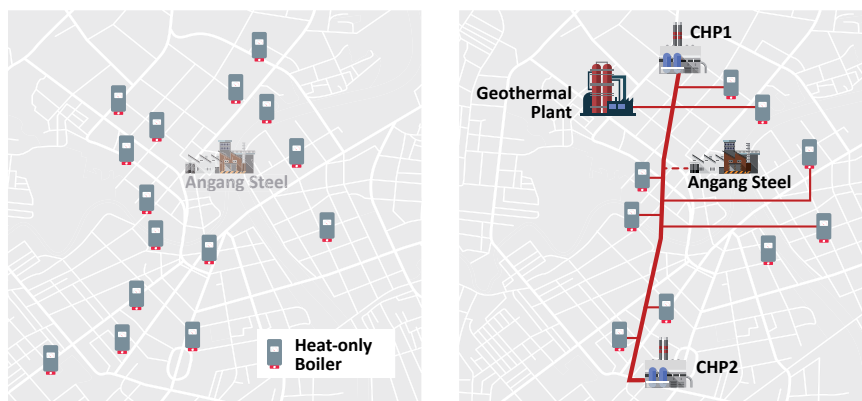 Angang Steel
Heat-only
Boiler
CHP1
Geothermal
Plant
Angang Steel
CHP2